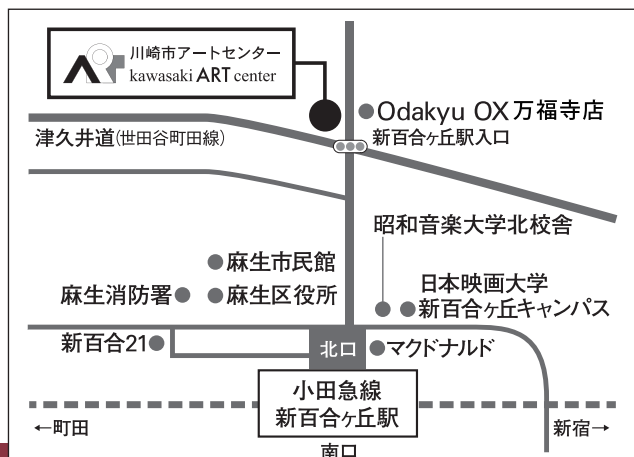 川崎市アートセンター
kawasaki ART center
Odakyu OX 万福寺店
津久井道(世田谷町田線)
新百合ヶ丘駅入口
昭和音楽大学北校舎
麻生市民館
日本映画大学
新百合ヶ丘キャンパス
麻生消防署
麻生区役所
新百合21
北口
マクドナルド
小田急線
新百合ヶ丘駅
←町田
新宿→
南口